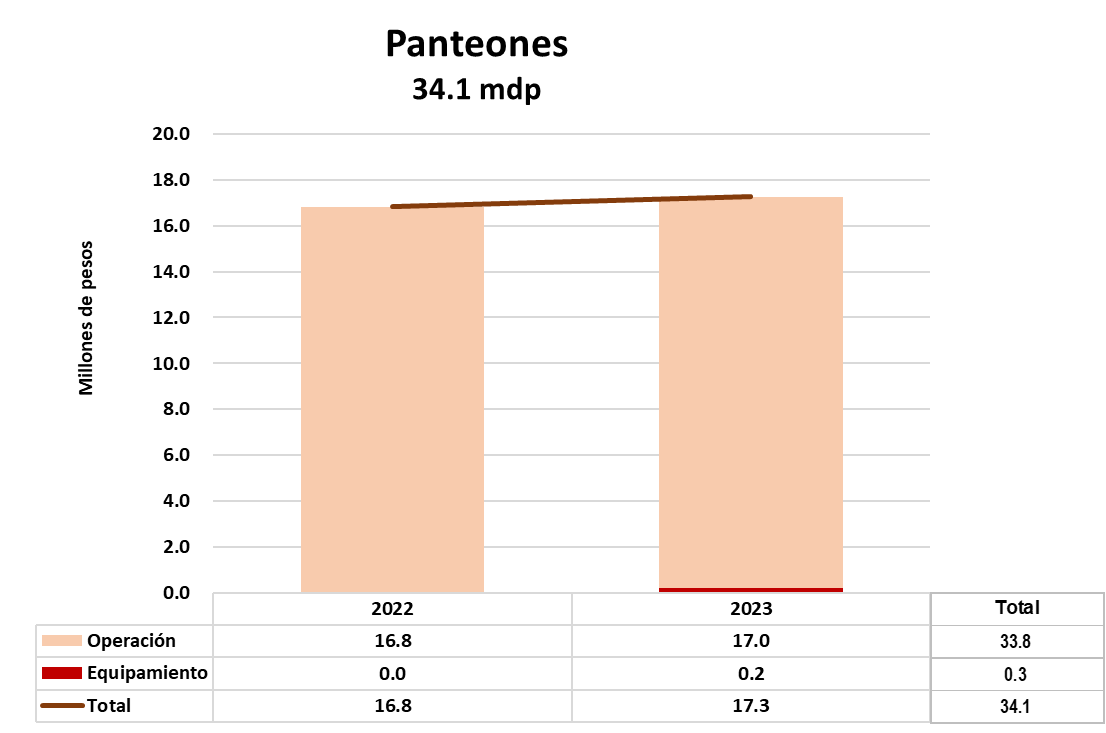 Panteones
34.1 mdp
Millones de pesos
20.0
18.0
16.0
14.0
12.0
10.0
8.0
6.0
4.0
2.0
0.0
2022 2023 Total
Operación 16.8 17.0 33.8
Equipamiento 0.0 0.2 0.3
Total 16.8 17.3 34.1